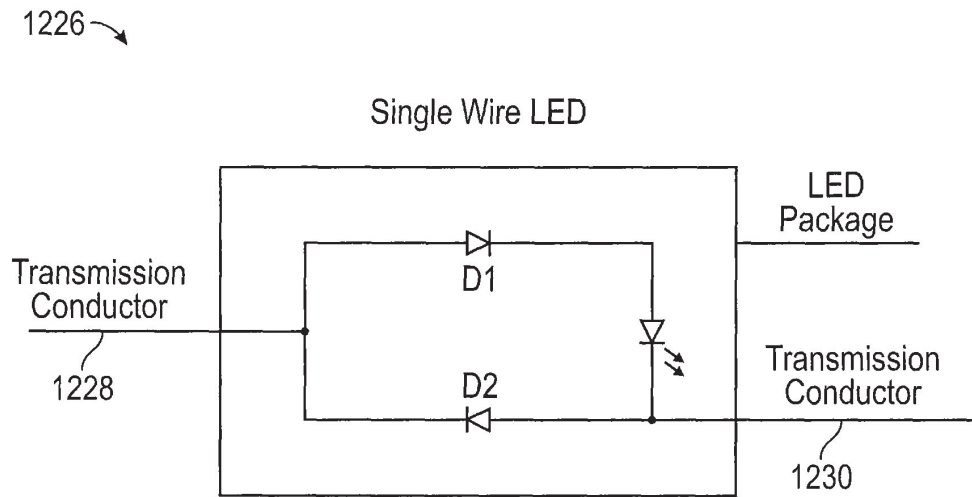 1226
Single Wire LED
LED
Package
Transmission
Conductor
D1
1228
D2
Transmission
Conductor
1230